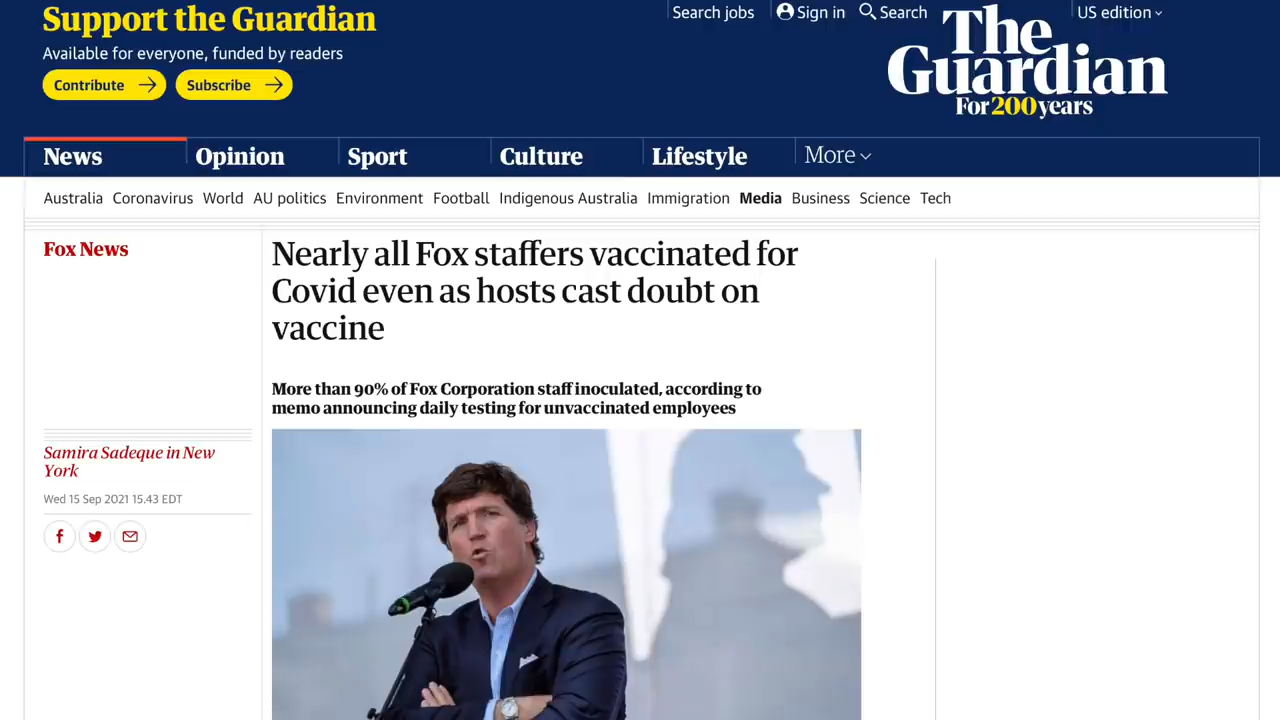 Support the Guardian
Available for everyone, funded by readers
Contribute
Subscribe
Search jobs
Sign in
Search
US edition
The
Guardian
For 200 years
News
Opinion
Sport
Culture
Lifestyle
More
Australia
Coronavirus
World
AU politics
Environment
Football
Indigenous Australia
Immigration
Media
Business
Science
Tech
Fox News
Nearly all Fox staffers vaccinated for
Covid even as hosts cast doubt on
vaccine
More than 90% of Fox Corporation staff inoculated, according to
memo announcing daily testing for unvaccinated employees
Samira Sadeque in New
York
Wed 15 Sep 2021 15.43 EDT